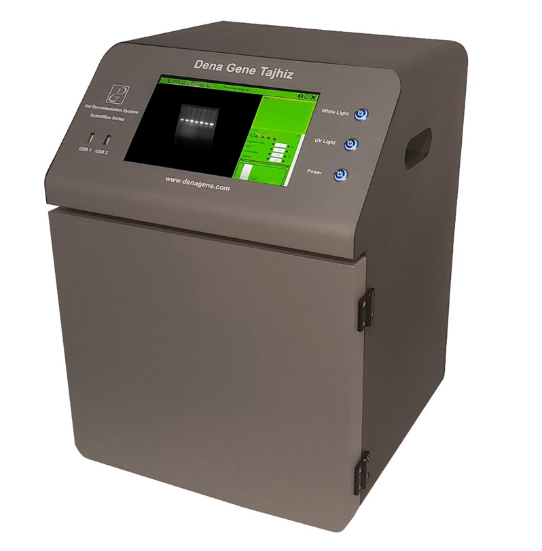 Dena Gene Tajhiz
Gel Documentation System
Scientifica Series
USB 1 USB 2
White Light
UV Light
Power
www.denagene.com